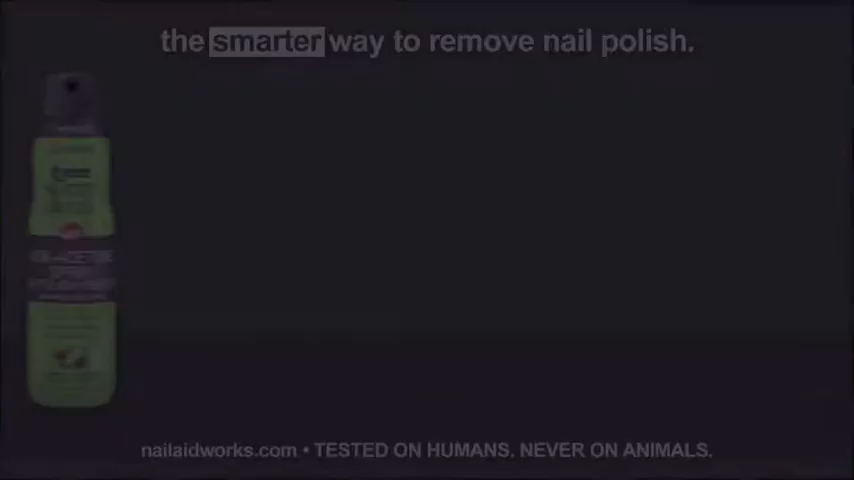 the smarter way to remove nail polish.
nailaidworks.com • TESTED ON HUMANS. NEVER ON ANIMALS.